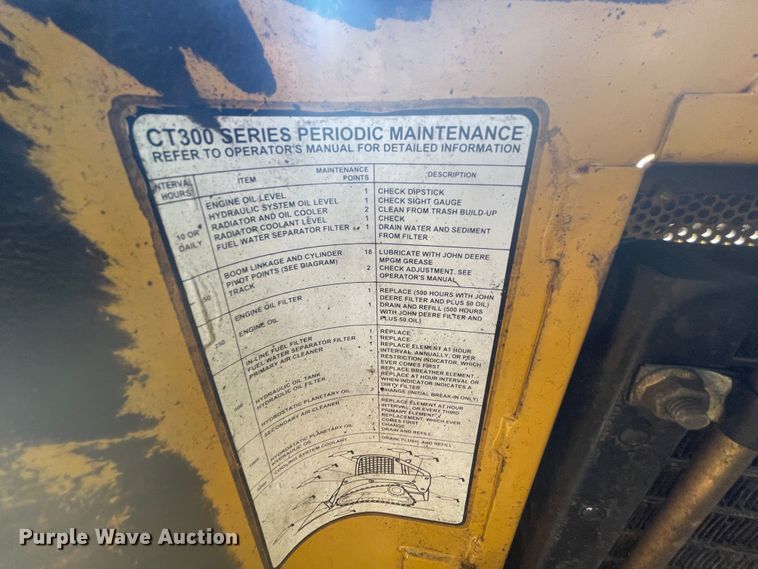 CT300 SERIES PERIODIC MAINTENANCE
REFER TO OPERATOR'S MANUAL FOR DETAILED INFORMATION
INTERVAL HOURS ITEM MAINTENANCE POINTS DESCRIPTION
10 OR DAILY
ENGINE OIL LEVEL 1 CHECK DIPSTICK
HYDRAULIC SYSTEM OIL LEVEL 1 CHECK SIGHT GAUGE
RADIATOR AND OIL COOLER 2 CLEAN FROM TRASH BUILD-UP
RADIATOR COOLANT LEVEL 1 CHECK
FUEL WATER SEPARATOR FILTER 1 DRAIN WATER AND SEDIMENT
FROM FILTER
50
BOOM LINKAGE AND CYLINDER 18 LUBRICATE WITH JOHN DEERE
PIVOT POINTS (SEE DIAGRAM) MPGM GREASE
TRACK 2 CHECK ADJUSTMENT. SEE
OPERATOR'S MANUAL
250
ENGINE OIL FILTER 1 REPLACE (500 HOURS WITH JOHN
DEERE FILTER AND PLUS 50 OIL)
ENGINE OIL 1 DRAIN AND REFILL (500 HOURS
WITH JOHN DEERE FILTER AND
PLUS 50 OIL)
IN-LINE FUEL FILTER 1 REPLACE
FUEL WATER SEPARATOR FILTER 1 REPLACE
PRIMARY AIR CLEANER 1 REPLACE ELEMENT AT HOUR
INTERVAL, ANNUALLY, OR PER
RESTRICTION INDICATOR, WHICH
EVER COMES FIRST
HYDRAULIC OIL TANK REPLACE BREATHER ELEMENT
HYDRAULIC OIL FILTER REPLACE AT HOUR INTERVAL OR
WHEN INDICATOR INDICATES A
DIRTY FILTER
HYDROSTATIC PLANETARY OIL CHANGE (INITIAL BREAK-IN ONLY)
SECONDARY AIR CLEANER REPLACE ELEMENT AT HOUR
INTERVAL, OR EVERY THIRD
PRIMARY ELEMENT
REPLACEMENT, WHICH EVER
COMES FIRST
HYDROSTATIC PLANETARY OIL CHANGE
HYDRAULIC OIL DRAIN AND REFILL
COOLING SYSTEM COOLANT 1 DRAIN, FLUSH, AND REFILL
Purple Wave Auction